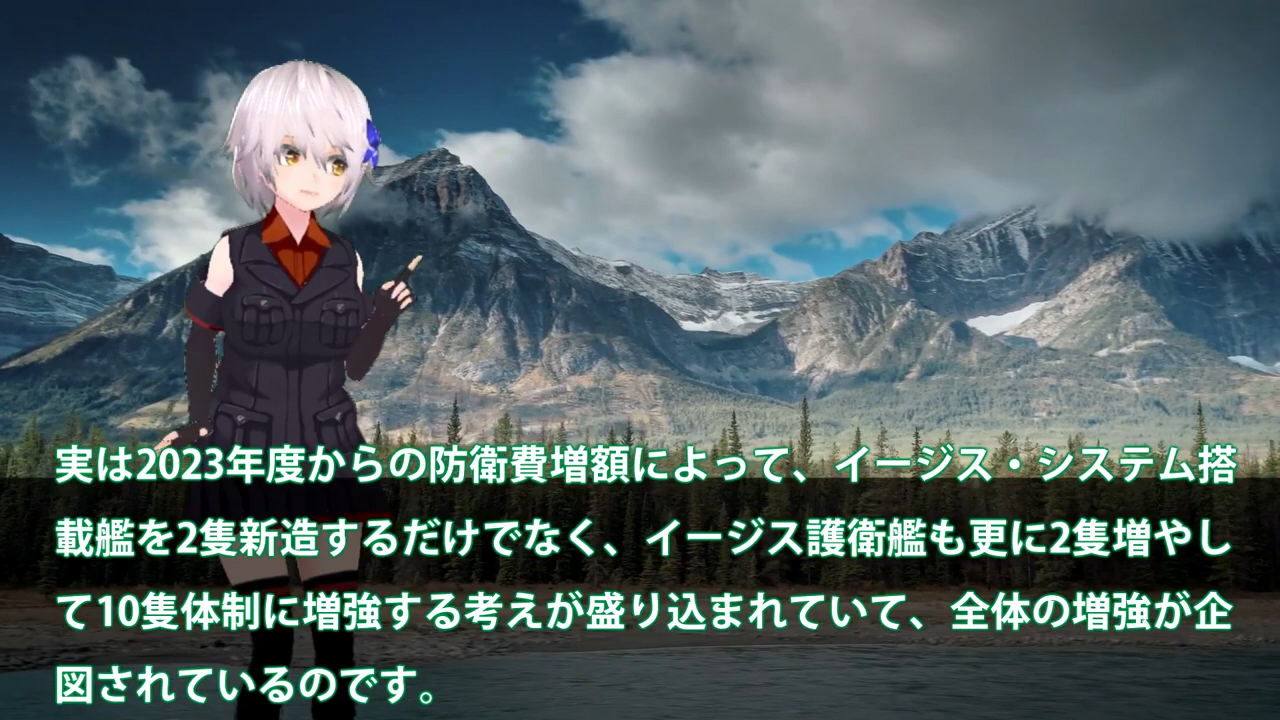 実は2023年度からの防衛費増額によって、イージス・システム搭
載艦を2隻新造するだけでなく、イージス護衛艦も更に2隻増やし
て10隻体制に増強する考えが盛り込まれていて、全体の増強が企
図されているのです。